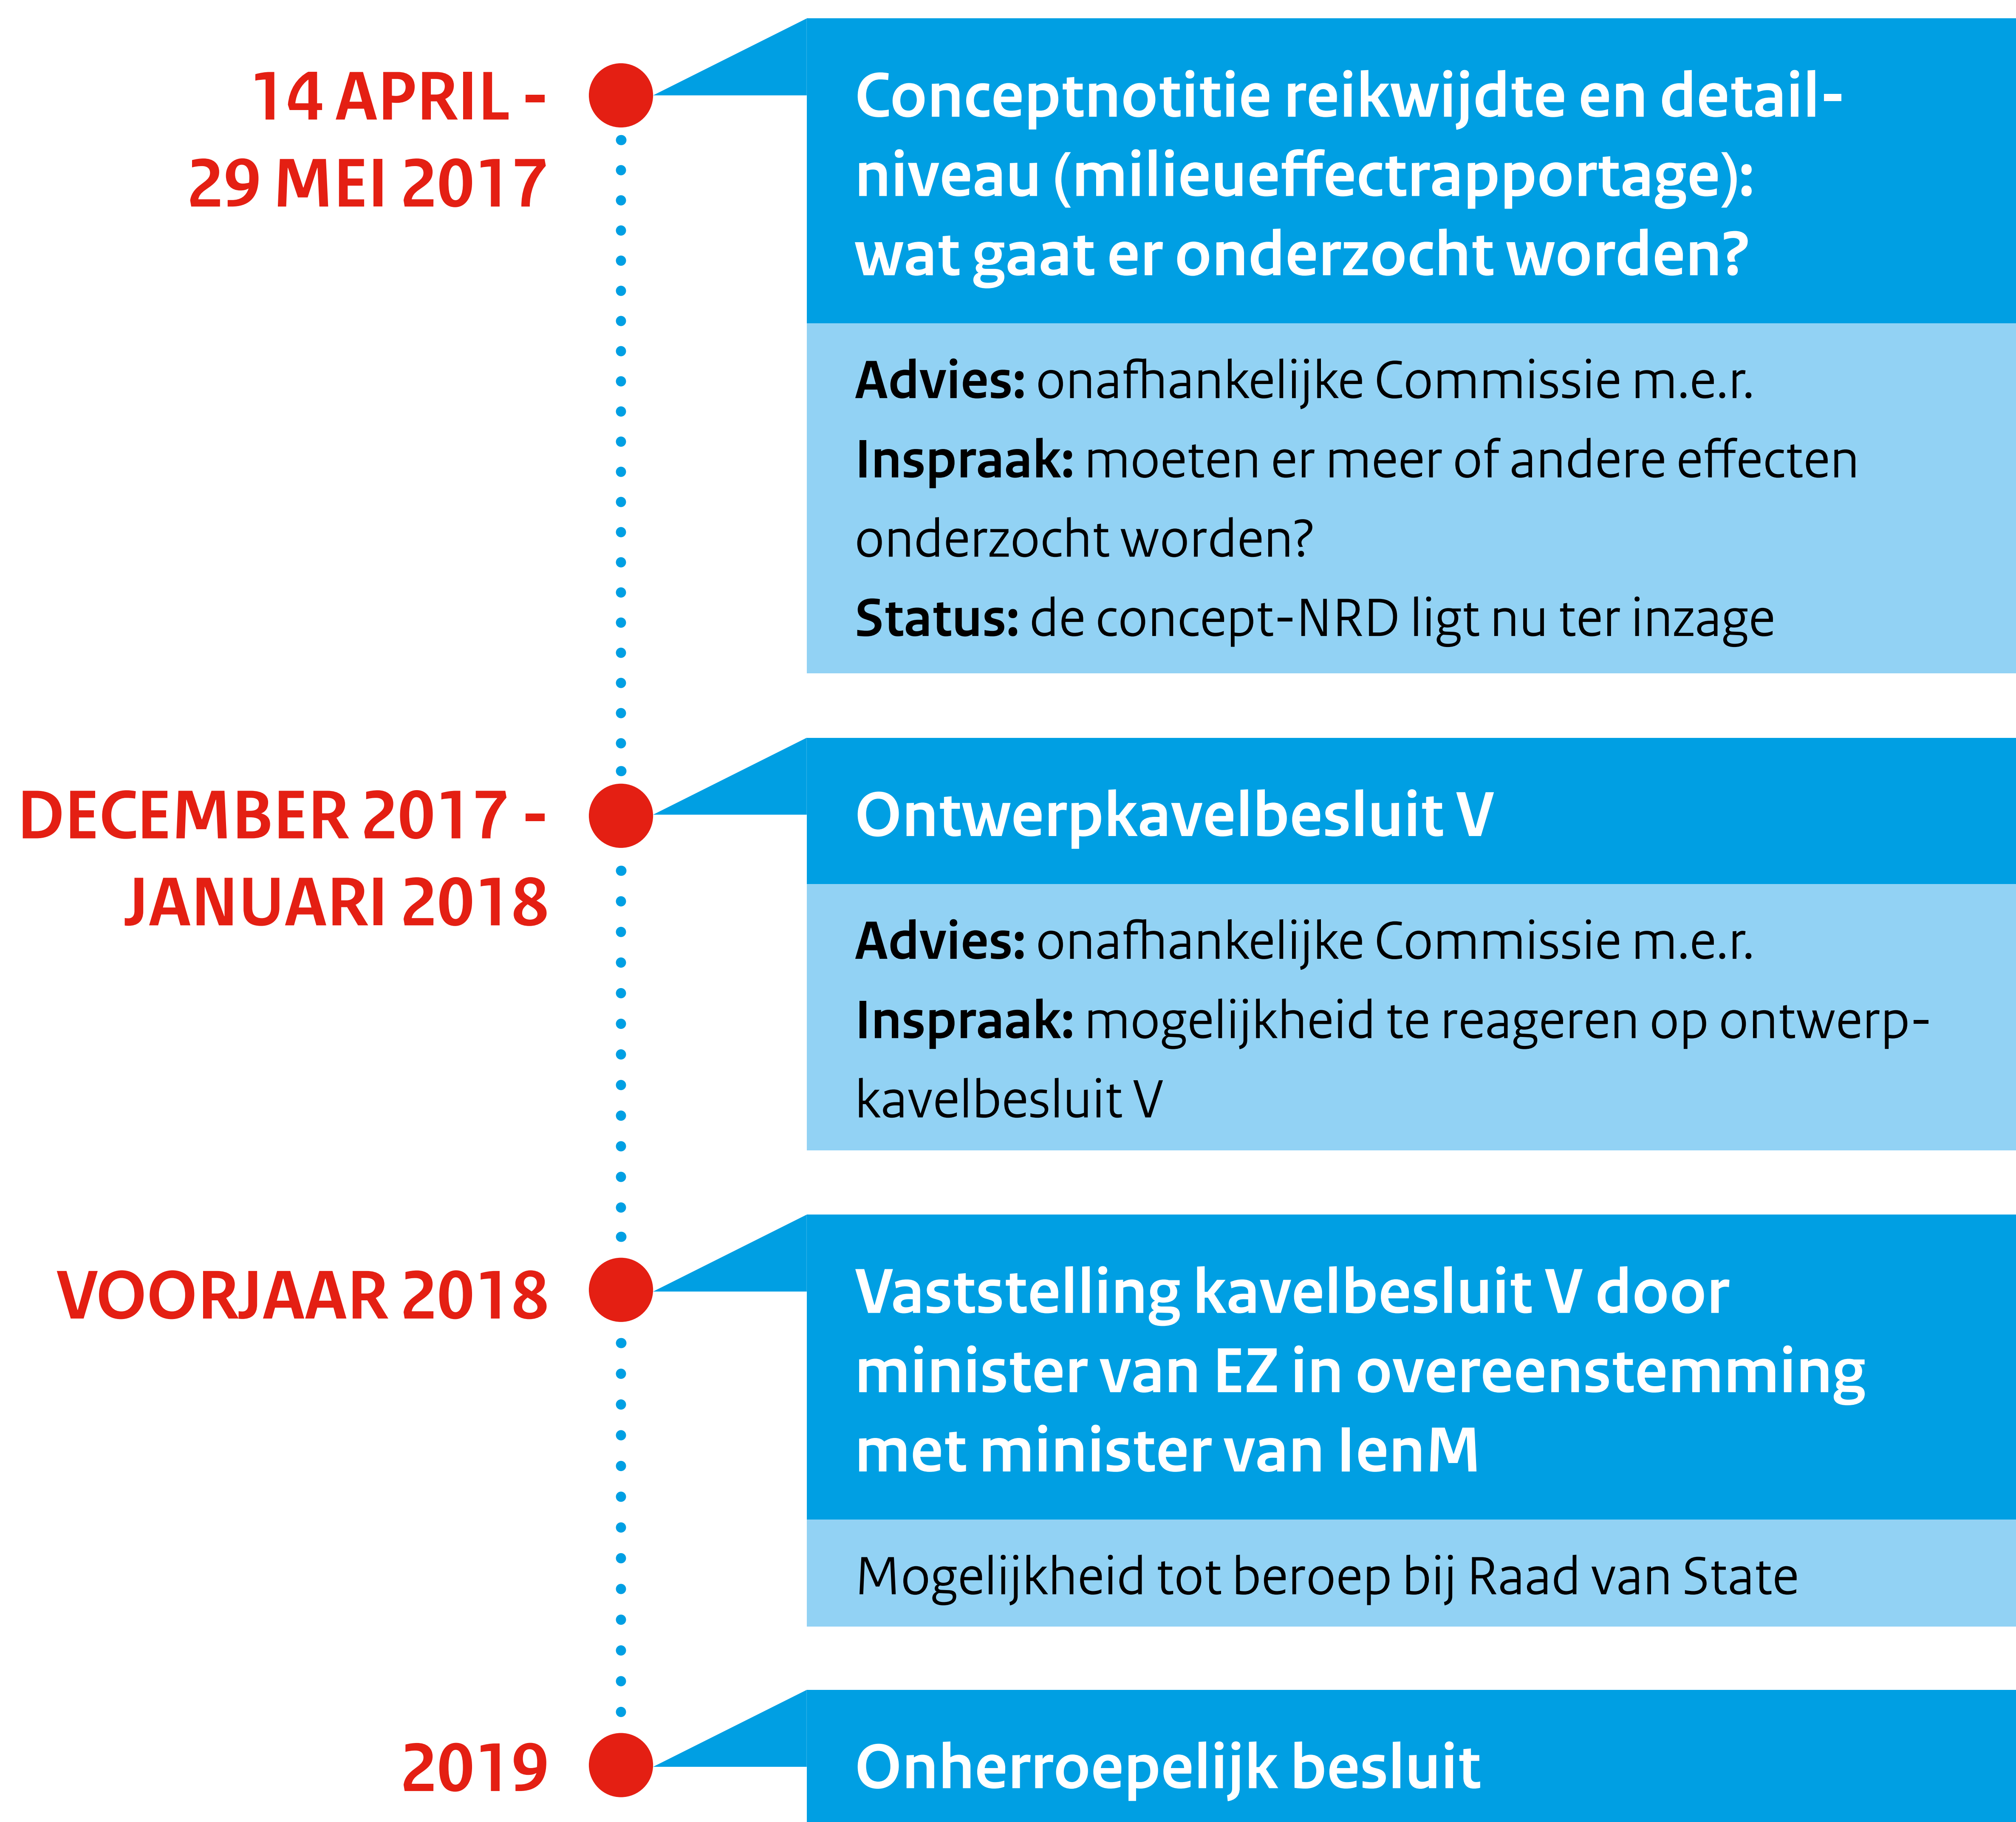 14 APRIL -
29 MEI 2017
Conceptnotitie reikwijdte en detail-
niveau (milieueffectrapportage):
wat gaat er onderzocht worden?
Advies: onafhankelijke Commissie m.e.r.
Inspraak: moeten er meer of andere effecten
onderzocht worden?
Status: de concept-NRD ligt nu ter inzage
DECEMBER 2017 -
JANUARI 2018
Ontwerpkavelbesluit V
Advies: onafhankelijke Commissie m.e.r.
Inspraak: mogelijkheid te reageren op ontwerp-
kavelbesluit V
VOORJAAR 2018
Vaststelling kavelbesluit V door
minister van EZ in overeenstemming
met minister van IenM
Mogelijkheid tot beroep bij Raad van State
2019
Onherroepelijk besluit